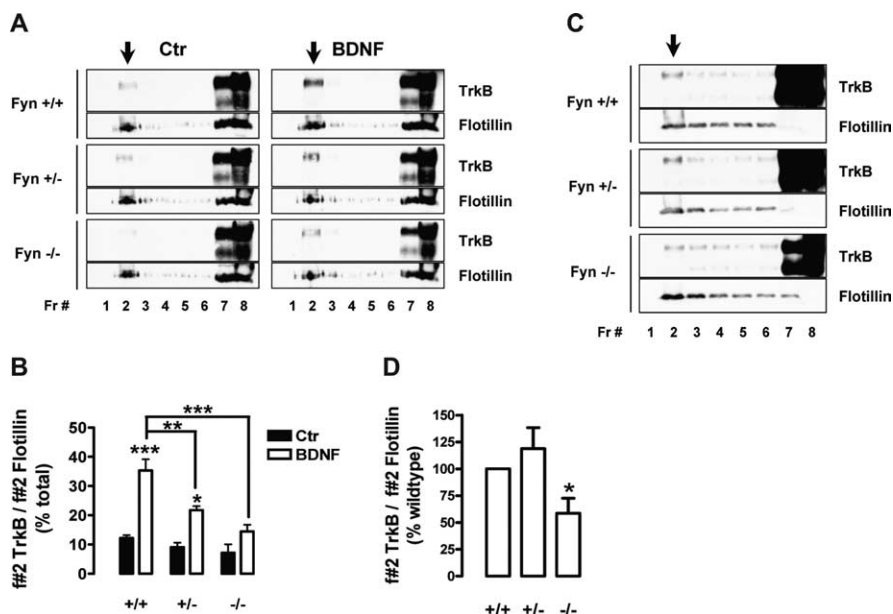 A
Ctr
BDNF
Fyn +/+
TrkB
Flotillin
Fyn +/-
TrkB
Flotillin
Fyn -/-
TrkB
Flotillin
Fr # 1 2 3 4 5 6 7 8 1 2 3 4 5 6 7 8
C
Fyn +/+
TrkB
Flotillin
Fyn +/-
TrkB
Flotillin
Fyn -/-
TrkB
Flotillin
Fr # 1 2 3 4 5 6 7 8
B
f#2 TrkB / f#2 Flotillin
(% total)
50
40
30
20
10
0
***
**
***
*
Ctr
BDNF
+/+ +/- -/-
D
f#2 TrkB / f#2 Flotillin
(% wildtype)
150
125
100
75
50
25
0
*
+/+ +/- -/-